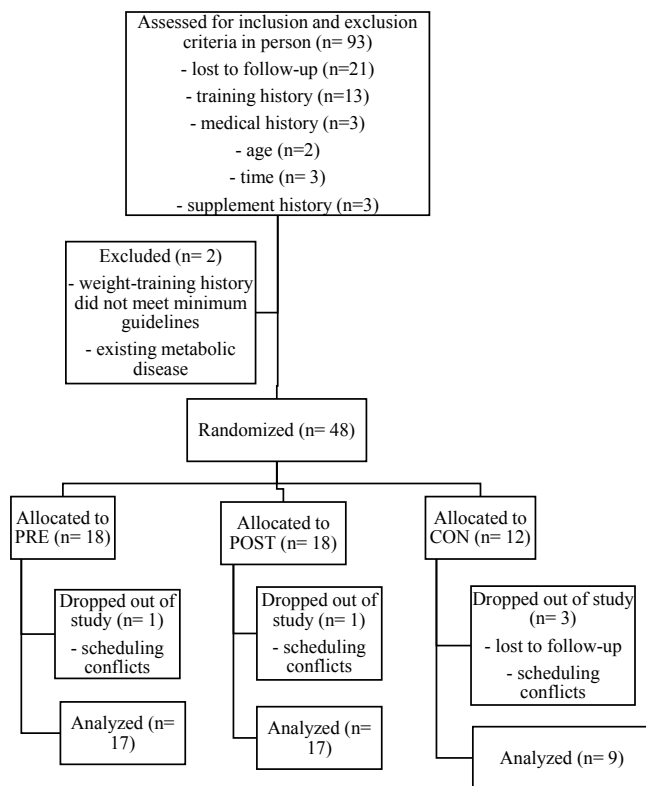 Assessed for inclusion and exclusion
criteria in person (n= 93)
- lost to follow-up (n=21)
- training history (n=13)
- medical history (n=3)
- age (n=2)
- time (n= 3)
- supplement history (n=3)
Excluded (n= 2)
- weight-training history
did not meet minimum
guidelines
- existing metabolic
disease
Randomized (n= 48)
Allocated to
PRE (n= 18)
Allocated to
POST (n= 18)
Allocated to
CON (n= 12)
Dropped out of
study (n= 1)
- scheduling
conflicts
Dropped out of
study (n= 1)
- scheduling
conflicts
Dropped out of study
(n= 3)
- lost to follow-up
- scheduling
conflicts
Analyzed (n=
17)
Analyzed (n=
17)
Analyzed (n= 9)